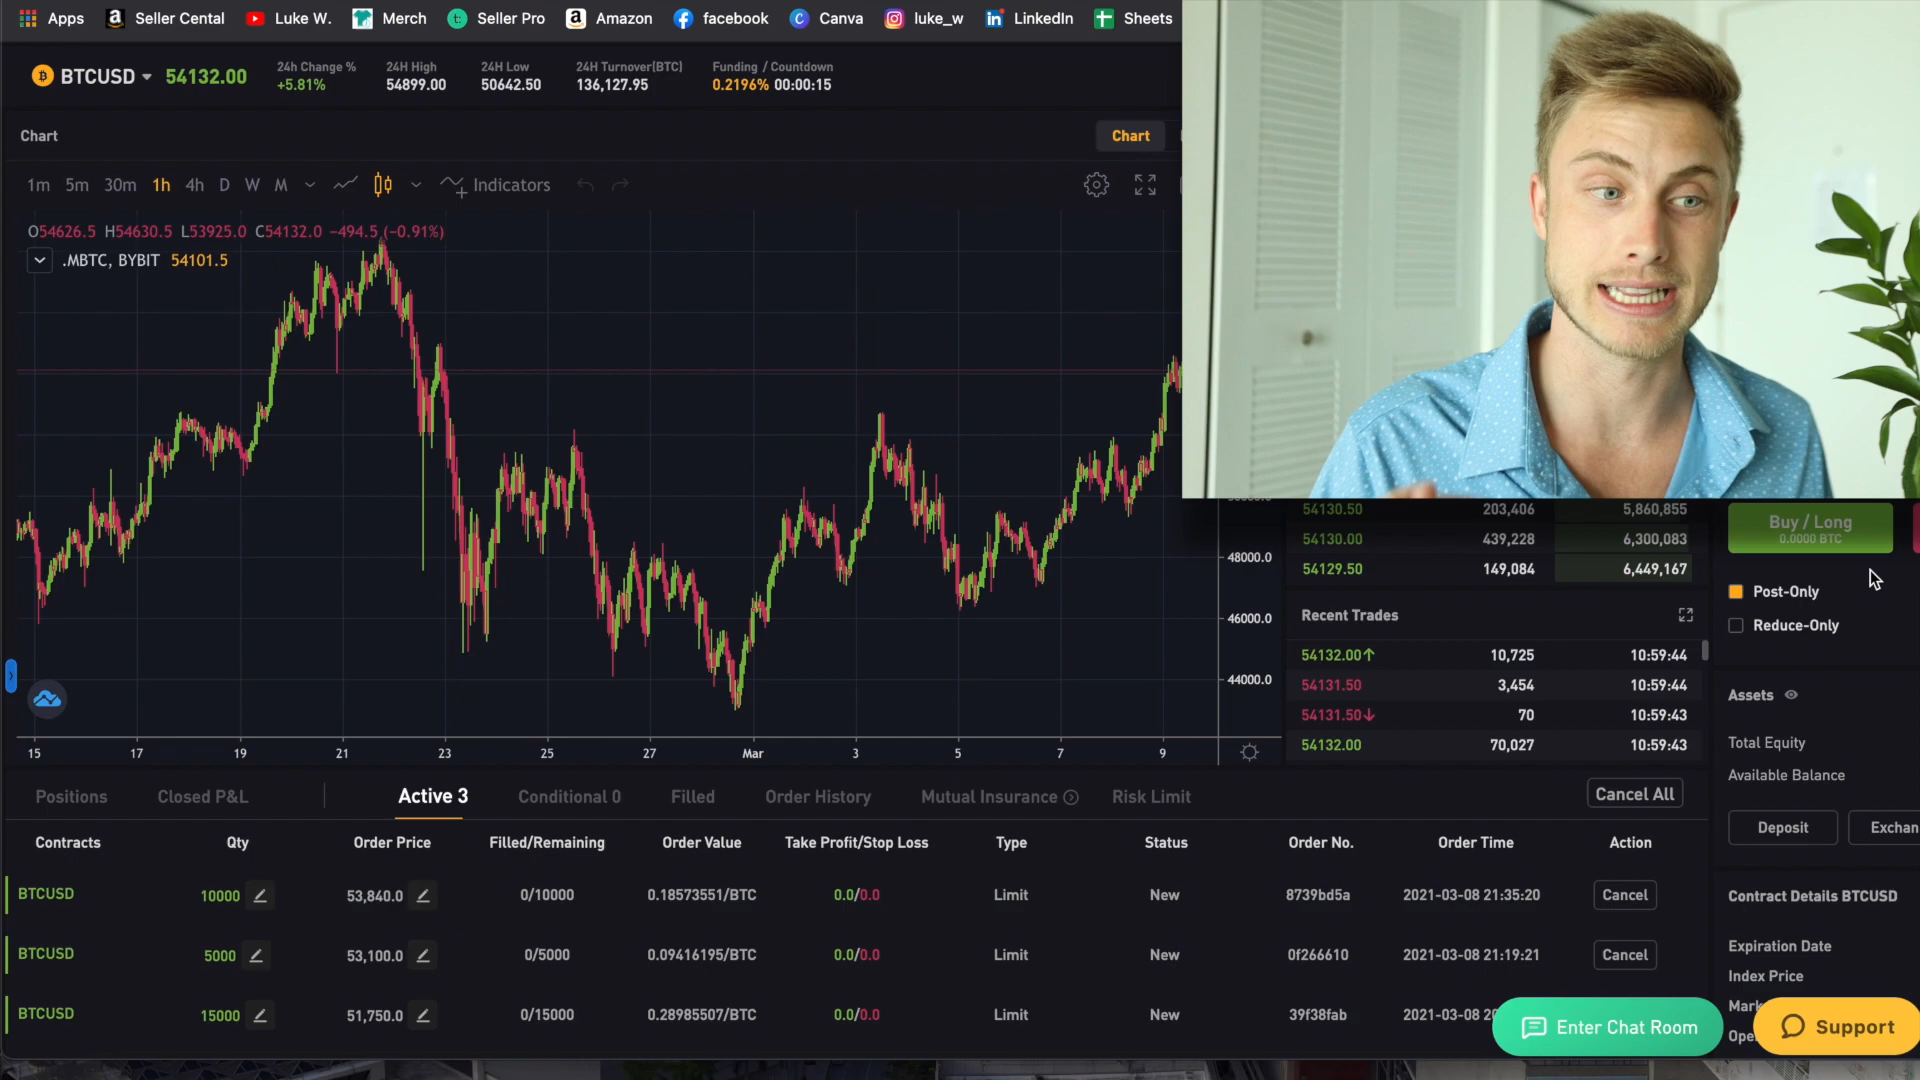 Apps Seller Cental Luke W. Merch Seller Pro Amazon facebook Canva luke_w LinkedIn Sheets
BTCUSD 54132.00
24h Change % +5.81%
24H High 54899.00
24H Low 50642.50
24H Turnover(BTC) 136,127.95
Funding / Countdown 0.2196% 00:00:15
Chart
Chart
1m 5m 30m 1h 4h D W M Indicators
O54626.5 H54630.5 L53925.0 C54132.0 −494.5 (−0.91%)
.MBTC, BYBIT 54101.5
48000.0
46000.0
44000.0
15 17 19 21 23 25 27 Mar 3 5 7 9
54130.50 203,406 5,860,855
54130.00 439,228 6,300,083
54129.50 149,084 6,449,167
Recent Trades
54132.00↑ 10,725 10:59:44
54131.50 3,454 10:59:44
54131.50↓ 70 10:59:43
54132.00 70,027 10:59:43
Buy / Long
0.0000 BTC
Post-Only
Reduce-Only
Assets
Total Equity
Available Balance
Deposit Exchan
Contract Details BTCUSD
Expiration Date
Index Price
Mark
Ope
Positions Closed P&L Active 3 Conditional 0 Filled Order History Mutual Insurance Risk Limit Cancel All
Contracts Qty Order Price Filled/Remaining Order Value Take Profit/Stop Loss Type Status Order No. Order Time Action
BTCUSD 10000 53,840.0 0/10000 0.18573551/BTC 0.0/0.0 Limit New 8739bd5a 2021-03-08 21:35:20 Cancel
BTCUSD 5000 53,100.0 0/5000 0.09416195/BTC 0.0/0.0 Limit New 0f266610 2021-03-08 21:19:21 Cancel
BTCUSD 15000 51,750.0 0/15000 0.28985507/BTC 0.0/0.0 Limit New 39f38fab 2021-03-08
Enter Chat Room
Support